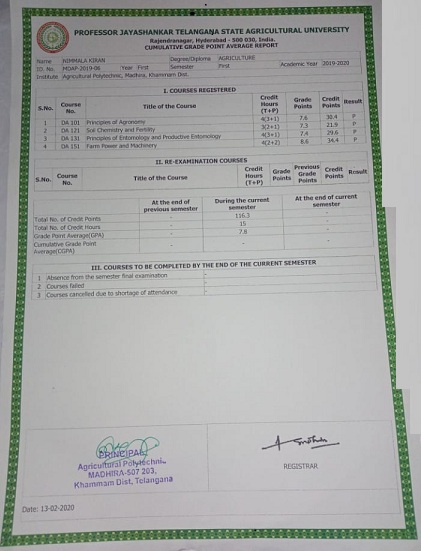 PROFESSOR JAYASHANKAR TELANGANA STATE AGRICULTURAL UNIVERSITY
Rajendranagar, Hyderabad - 500 030, India.
CUMULATIVE GRADE POINT AVERAGE REPORT
Name NIMMALA KIRAN Degree/Diploma AGRICULTURE
ID. No. MDAP-2019-08 Year First Semester First Academic Year 2019-2020
Institute Agricultural Polytechnic, Madhira, Khammam Dist.
I. COURSES REGISTERED
S.No. Course No. Title of the Course Credit Hours (T+P) Grade Points Credit Points Result
1 DA 101 Principles of Agronomy 4(3+1) 7.6 30.4 P
2 DA 121 Soil Chemistry and Fertility 3(2+1) 7.3 21.9 P
3 DA 131 Principles of Entomology and Productive Entomology 4(3+1) 7.4 29.6 P
4 DA 151 Farm Power and Machinery 4(2+2) 8.6 34.4 P
II. RE-EXAMINATION COURSES
S.No. Course No. Title of the Course Credit Hours (T+P) Grade Points Previous Grade Points Credit Points Result
At the end of previous semester During the current semester At the end of current semester
Total No. of Credit Points - 116.3 -
Total No. of Credit Hours - 15 -
Grade Point Average(GPA) - 7.8 -
Cumulative Grade Point Average(CGPA) - - -
III. COURSES TO BE COMPLETED BY THE END OF THE CURRENT SEMESTER
1 Absence from the semester final examination -
2 Courses failed -
3 Courses cancelled due to shortage of attendance -
PRINCIPAL
Agricultural Polytechnic
MADHIRA-507 203,
Khammam Dist, Telangana
REGISTRAR
Date: 13-02-2020